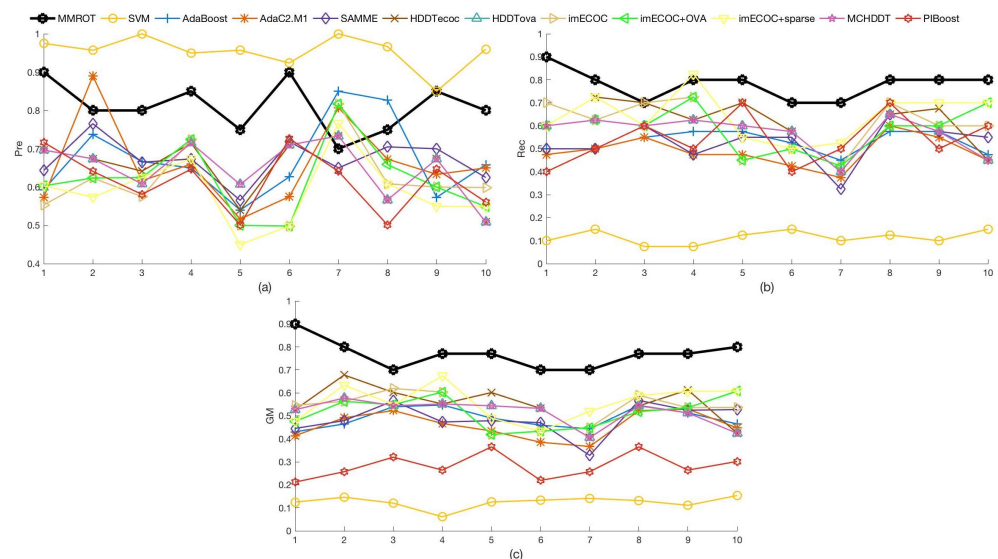 MMROT SVM AdaBoost AdaC2.M1 SAMME HDDTecoc HDDTova imECOC imECOC+OVA imECOC+sparse MCHDDT PIBoost
1
0.9
0.8
0.7
0.6
0.5
0.4
Pre
1 2 3 4 5 6 7 8 9 10
(a)
1
0.9
0.8
0.7
0.6
0.5
0.4
0.3
0.2
0.1
0
Rec
1 2 3 4 5 6 7 8 9 10
(b)
1
0.9
0.8
0.7
0.6
0.5
0.4
0.3
0.2
0.1
0
GM
1 2 3 4 5 6 7 8 9 10
(c)